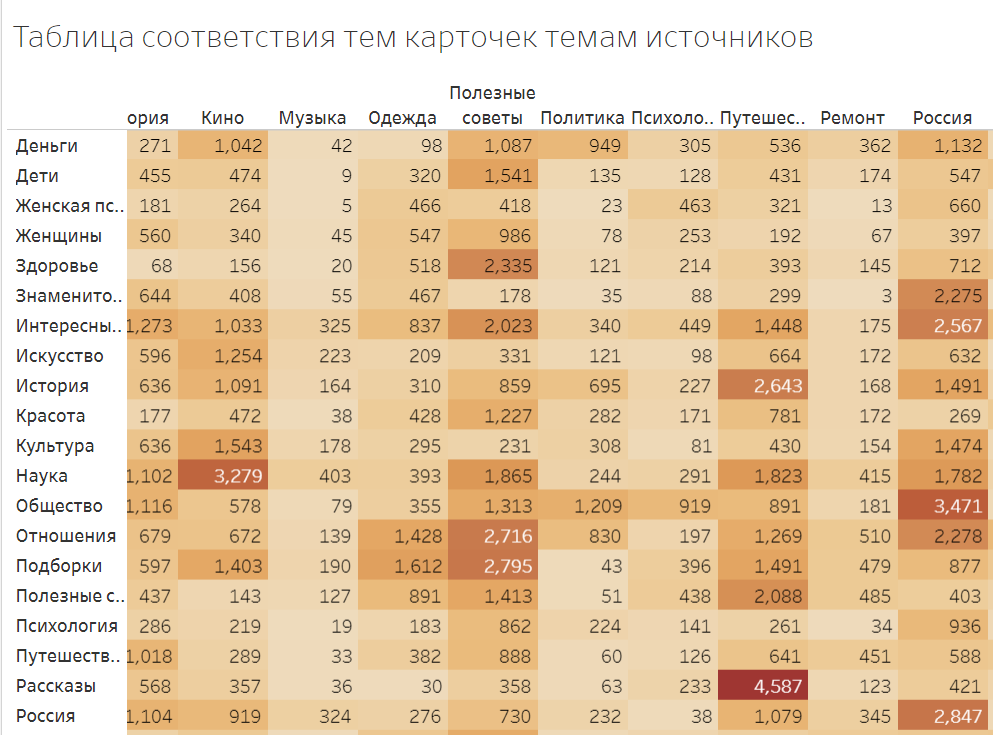 Таблица соответствия тем карточек темам источников
Полезные
ория Кино Музыка Одежда советы Политика Психоло.. Путешес.. Ремонт Россия
Деньги 271 1,042 42 98 1,087 949 305 536 362 1,132
Дети 455 474 9 320 1,541 135 128 431 174 547
Женская пс.. 181 264 5 466 418 23 463 321 13 660
Женщины 560 340 45 547 986 78 253 192 67 397
Здоровье 68 156 20 518 2,335 121 214 393 145 712
Знаменито.. 644 408 55 467 178 35 88 299 3 2,275
Интересны.. 1,273 1,033 325 837 2,023 340 449 1,448 175 2,567
Искусство 596 1,254 223 209 331 121 98 664 172 632
История 636 1,091 164 310 859 695 227 2,643 168 1,491
Красота 177 472 38 428 1,227 282 171 781 172 269
Культура 636 1,543 178 295 231 308 81 430 154 1,474
Наука 1,102 3,279 403 393 1,865 244 291 1,823 415 1,782
Общество 1,116 578 79 355 1,313 1,209 919 891 181 3,471
Отношения 679 672 139 1,428 2,716 830 197 1,269 510 2,278
Подборки 597 1,403 190 1,612 2,795 43 396 1,491 479 877
Полезные с.. 437 143 127 891 1,413 51 438 2,088 485 403
Психология 286 219 19 183 862 224 141 261 34 936
Путешеств.. 1,018 289 33 382 888 60 126 641 451 588
Рассказы 568 357 36 30 358 63 233 4,587 123 421
Россия 1,104 919 324 276 730 232 38 1,079 345 2,847